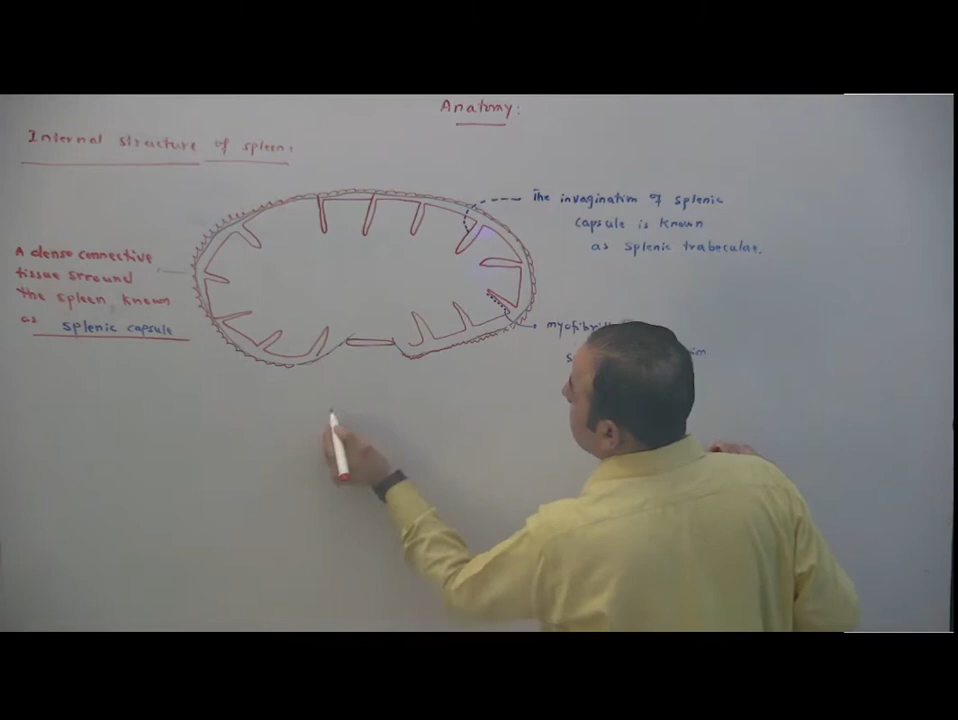 Anatomy:
Internal structure of spleen:
A dense connective
tissue srround
the spleen known
as splenic capsule
The invagination of splenic
capsule is known
as splenic trabeculae.